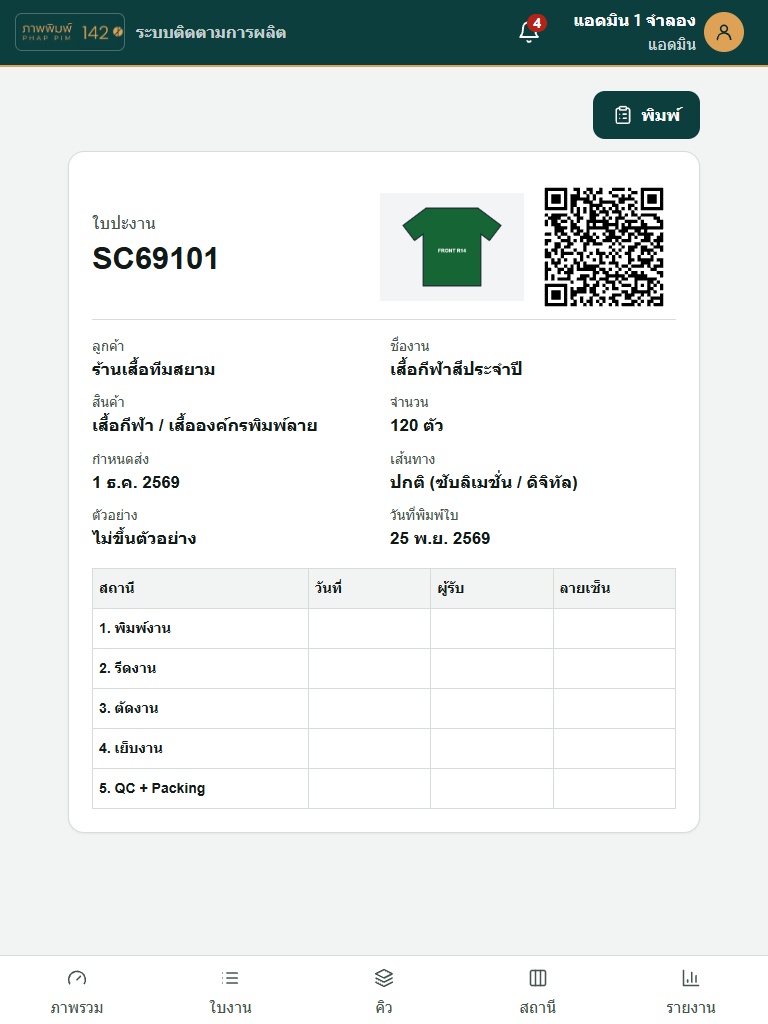 ภาพพิมพ์
PHAP PIM
142
ระบบติดตามการผลิต
4
แอดมิน 1 จำลอง
แอดมิน
พิมพ์
ใบปะงาน
SC69101
FRONT R14
ลูกค้า
ร้านเสื้อทีมสยาม
ชื่องาน
เสื้อกีฬาสีประจำปี
สินค้า
เสื้อกีฬา / เสื้อองค์กรพิมพ์ลาย
จำนวน
120 ตัว
กำหนดส่ง
1 ธ.ค. 2569
เส้นทาง
ปกติ (ซับลิเมชั่น / ดิจิทัล)
ตัวอย่าง
ไม่ขึ้นตัวอย่าง
วันที่พิมพ์ใบ
25 พ.ย. 2569
สถานี วันที่ ผู้รับ ลายเซ็น
1. พิมพ์งาน
2. รีดงาน
3. ตัดงาน
4. เย็บงาน
5. QC + Packing
ภาพรวม ใบงาน คิว สถานี รายงาน